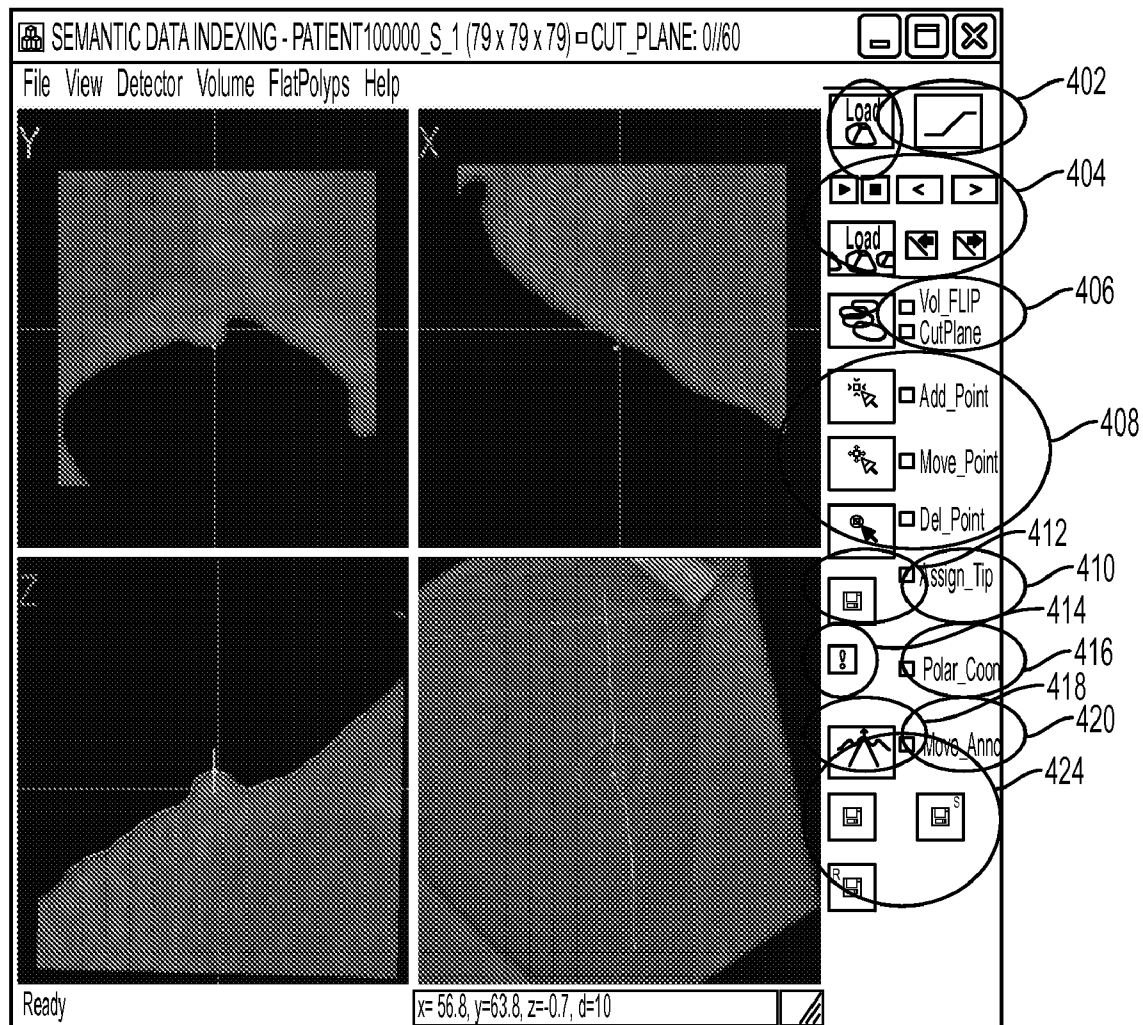 SEMANTIC DATA INDEXING - PATIENT100000_S_1 (79 x 79 x 79) CUT_PLANE: 0//60
File View Detector Volume FlatPolyps Help
Y
X
Z
Load
402
404
< >
Load
Vol_FLIP
CutPlane
406
Add_Point
408
Move_Point
Del_Point
412
Assign_Tip
410
414
!
Polar_Coon
416
418
Move_Anno
420
424
S
R
Ready
x= 56.8, y=63.8, z=-0.7, d=10